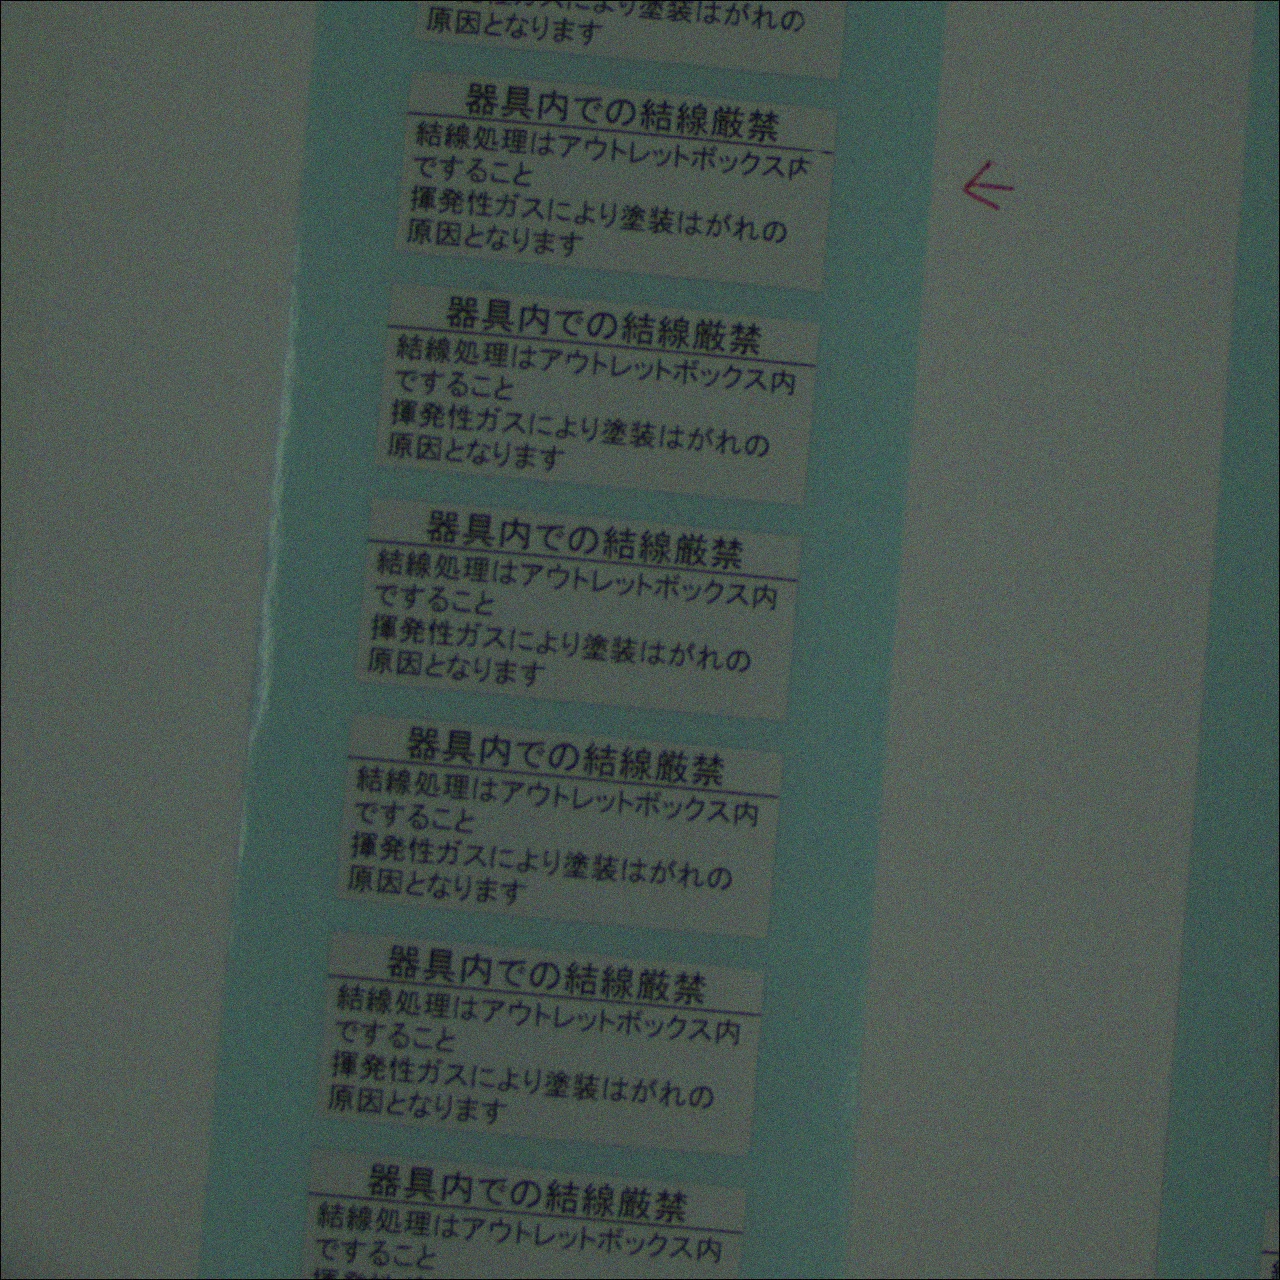 により塗装はがれの
原因となります
器具内での結線厳禁
結線処理はアウトレットボックス内
ですること
揮発性ガスにより塗装はがれの
原因となります
器具内での結線厳禁
結線処理はアウトレットボックス内
ですること
揮発性ガスにより塗装はがれの
原因となります
器具内での結線厳禁
結線処理はアウトレットボックス内
ですること
揮発性ガスにより塗装はがれの
原因となります
器具内での結線厳禁
結線処理はアウトレットボックス内
ですること
揮発性ガスにより塗装はがれの
原因となります
器具内での結線厳禁
結線処理はアウトレットボックス内
ですること
揮発性ガスにより塗装はがれの
原因となります
器具内での結線厳禁
結線処理はアウトレットボックス内
ですること